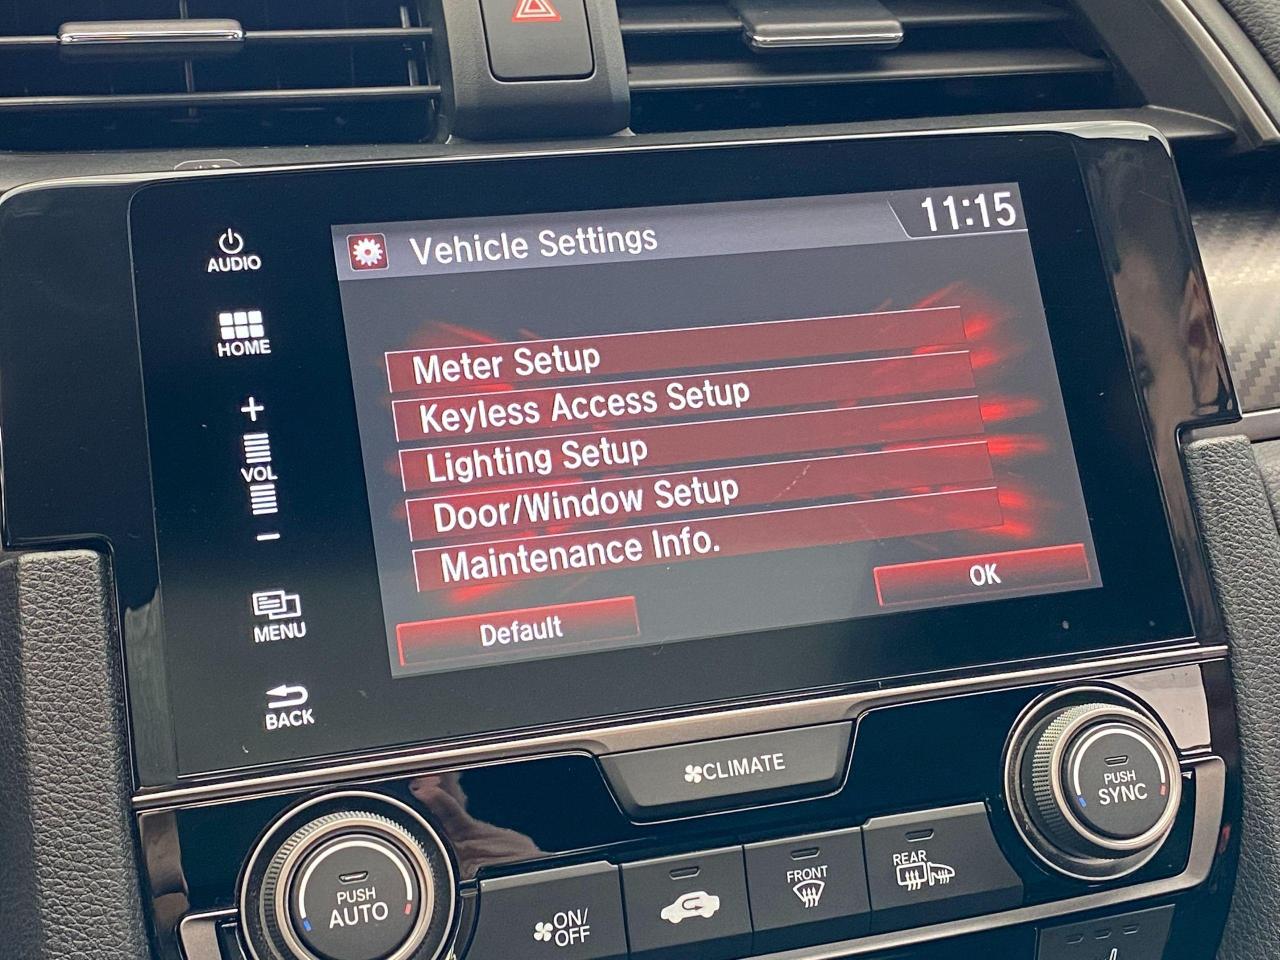 11:15
Vehicle Settings
AUDIO
HOME
+
VOL
−
MENU
BACK
Meter Setup
Keyless Access Setup
Lighting Setup
Door/Window Setup
Maintenance Info.
Default
OK
CLIMATE
PUSH
AUTO
ON/
OFF
FRONT
REAR
PUSH
SYNC